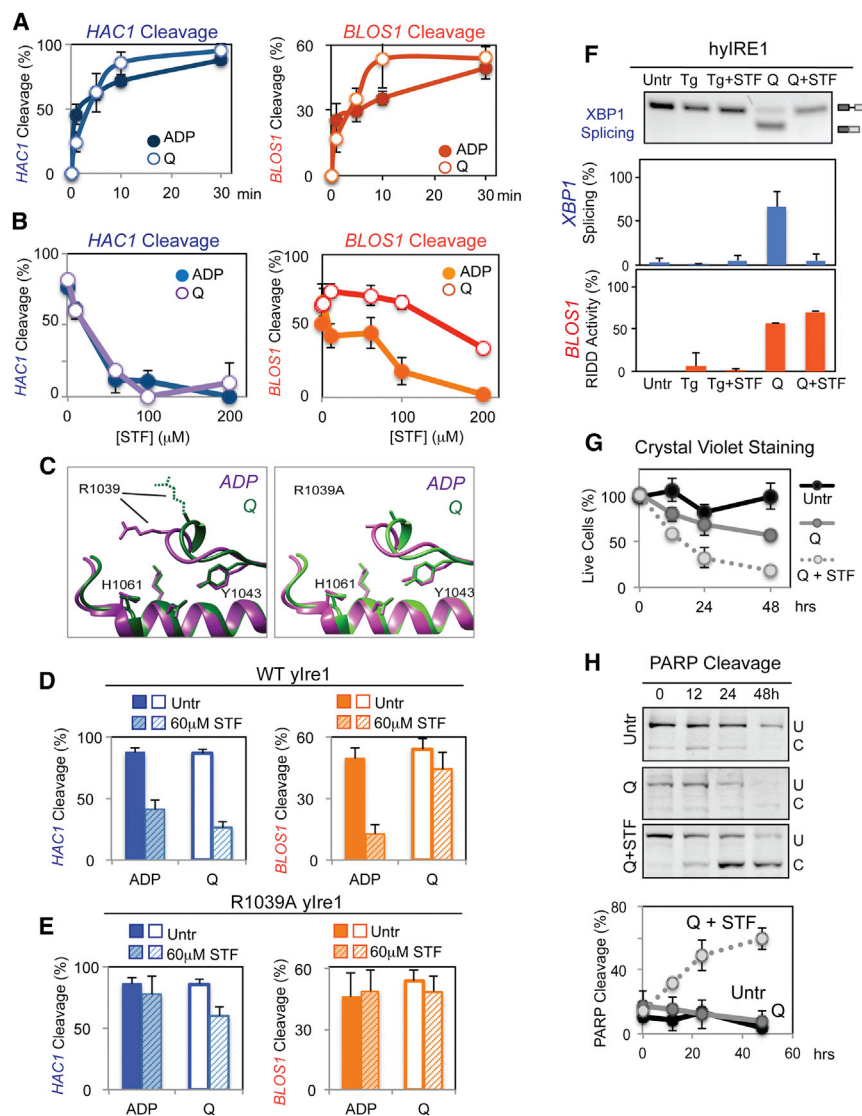 A
HAC1 Cleavage
HAC1 Cleavage (%)
100
50
0
0 10 20 30 min
ADP
Q
BLOS1 Cleavage
BLOS1 Cleavage (%)
60
30
0
0 10 20 30 min
ADP
Q
B
HAC1 Cleavage
HAC1 Cleavage (%)
100
50
0
0 100 200
[STF] (μM)
ADP
Q
BLOS1 Cleavage
BLOS1 Cleavage (%)
100
50
0
0 100 200
[STF] (μM)
ADP
Q
C
R1039
ADP
Q
H1061
Y1043
R1039A
ADP
Q
H1061
Y1043
D
WT yIre1
Untr
60μM STF
HAC1 Cleavage (%)
100
50
0
ADP Q
Untr
60μM STF
BLOS1 Cleavage (%)
60
30
0
ADP Q
R1039A yIre1
E
Untr
60μM STF
HAC1 Cleavage (%)
100
50
0
ADP Q
Untr
60μM STF
BLOS1 Cleavage (%)
60
30
0
ADP Q
F
hyIRE1
Untr Tg Tg+STF Q Q+STF
XBP1
Splicing
XBP1
Splicing (%)
100
50
0
BLOS1
RIDD Activity (%)
100
50
0
Untr Tg Tg+STF Q Q+STF
G
Crystal Violet Staining
Live Cells (%)
100
50
0
0 24 48 hrs
Untr
Q
Q + STF
H
PARP Cleavage
0 12 24 48h
Untr
U
C
Q
U
C
Q+STF
U
C
PARP Cleavage (%)
80
40
0
0 20 40 60 hrs
Q + STF
Untr
Q